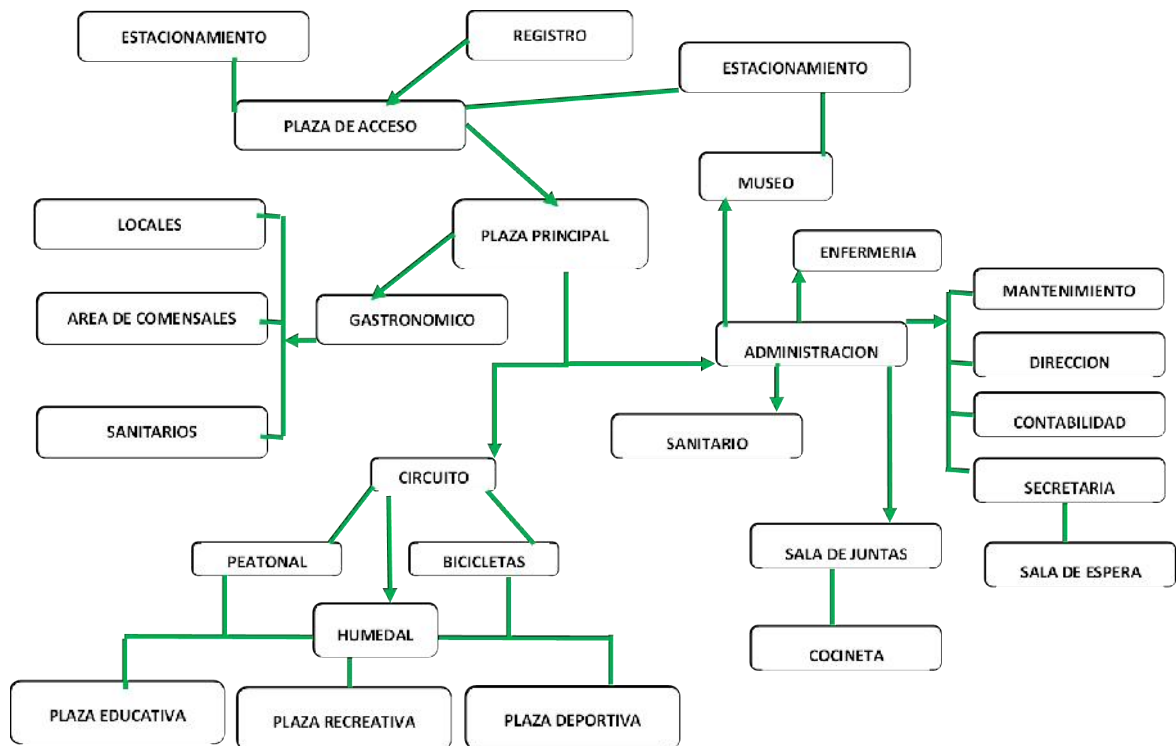 ESTACIONAMIENTO
REGISTRO
ESTACIONAMIENTO
PLAZA DE ACCESO
MUSEO
LOCALES
PLAZA PRINCIPAL
ENFERMERIA
MANTENIMIENTO
AREA DE COMENSALES
GASTRONOMICO
ADMINISTRACION
DIRECCION
CONTABILIDAD
SANITARIOS
SANITARIO
CIRCUITO
SECRETARIA
PEATONAL
BICICLETAS
SALA DE JUNTAS
SALA DE ESPERA
HUMEDAL
COCINETA
PLAZA EDUCATIVA
PLAZA RECREATIVA
PLAZA DEPORTIVA